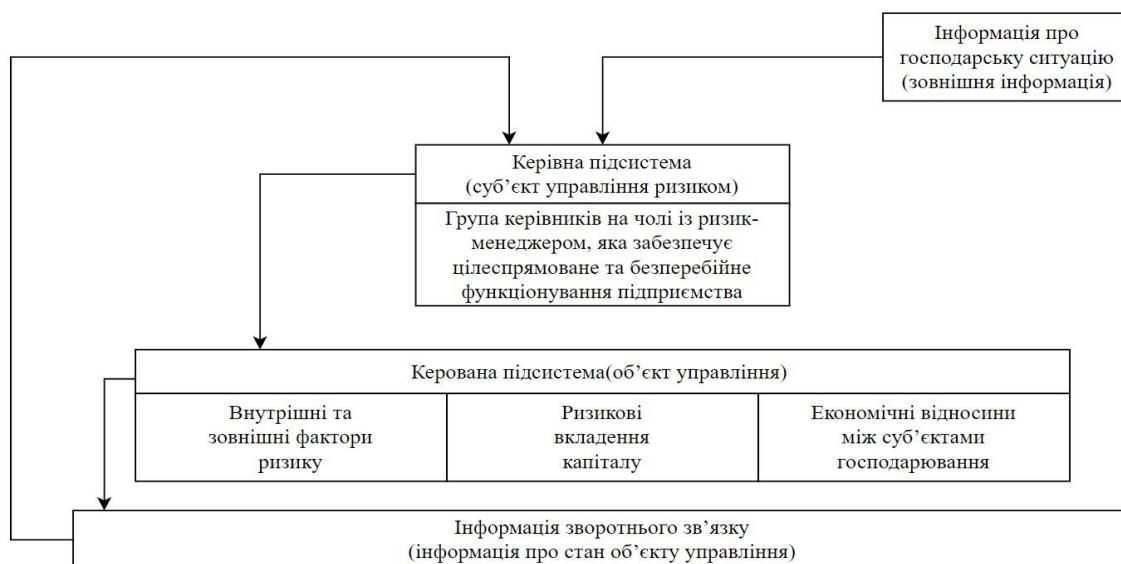 Інформація про
господарську ситуацію
(зовнішня інформація)
Керівна підсистема
(суб’єкт управління ризиком)
Група керівників на чолі із ризик-
менеджером, яка забезпечує
цілеспрямоване та безперебійне
функціонування підприємства
Керована підсистема(об’єкт управління)
Внутрішні та
зовнішні фактори
ризику
Ризикові
вкладення
капіталу
Економічні відносини
між суб’єктами
господарювання
Інформація зворотнього зв’язку
(інформація про стан об’єкту управління)